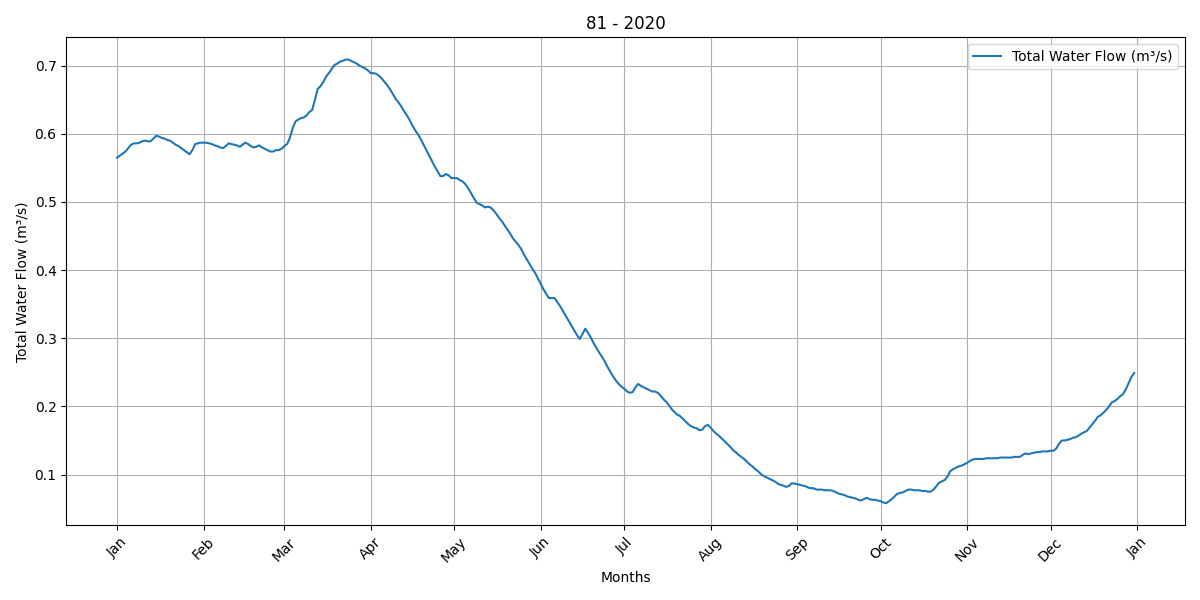 81 - 2020
Total Water Flow (m³/s)
Total Water Flow (m³/s)
0.7
0.6
0.5
0.4
0.3
0.2
0.1
Jan Feb Mar Apr May Jun Jul Aug Sep Oct Nov Dec Jan
Months